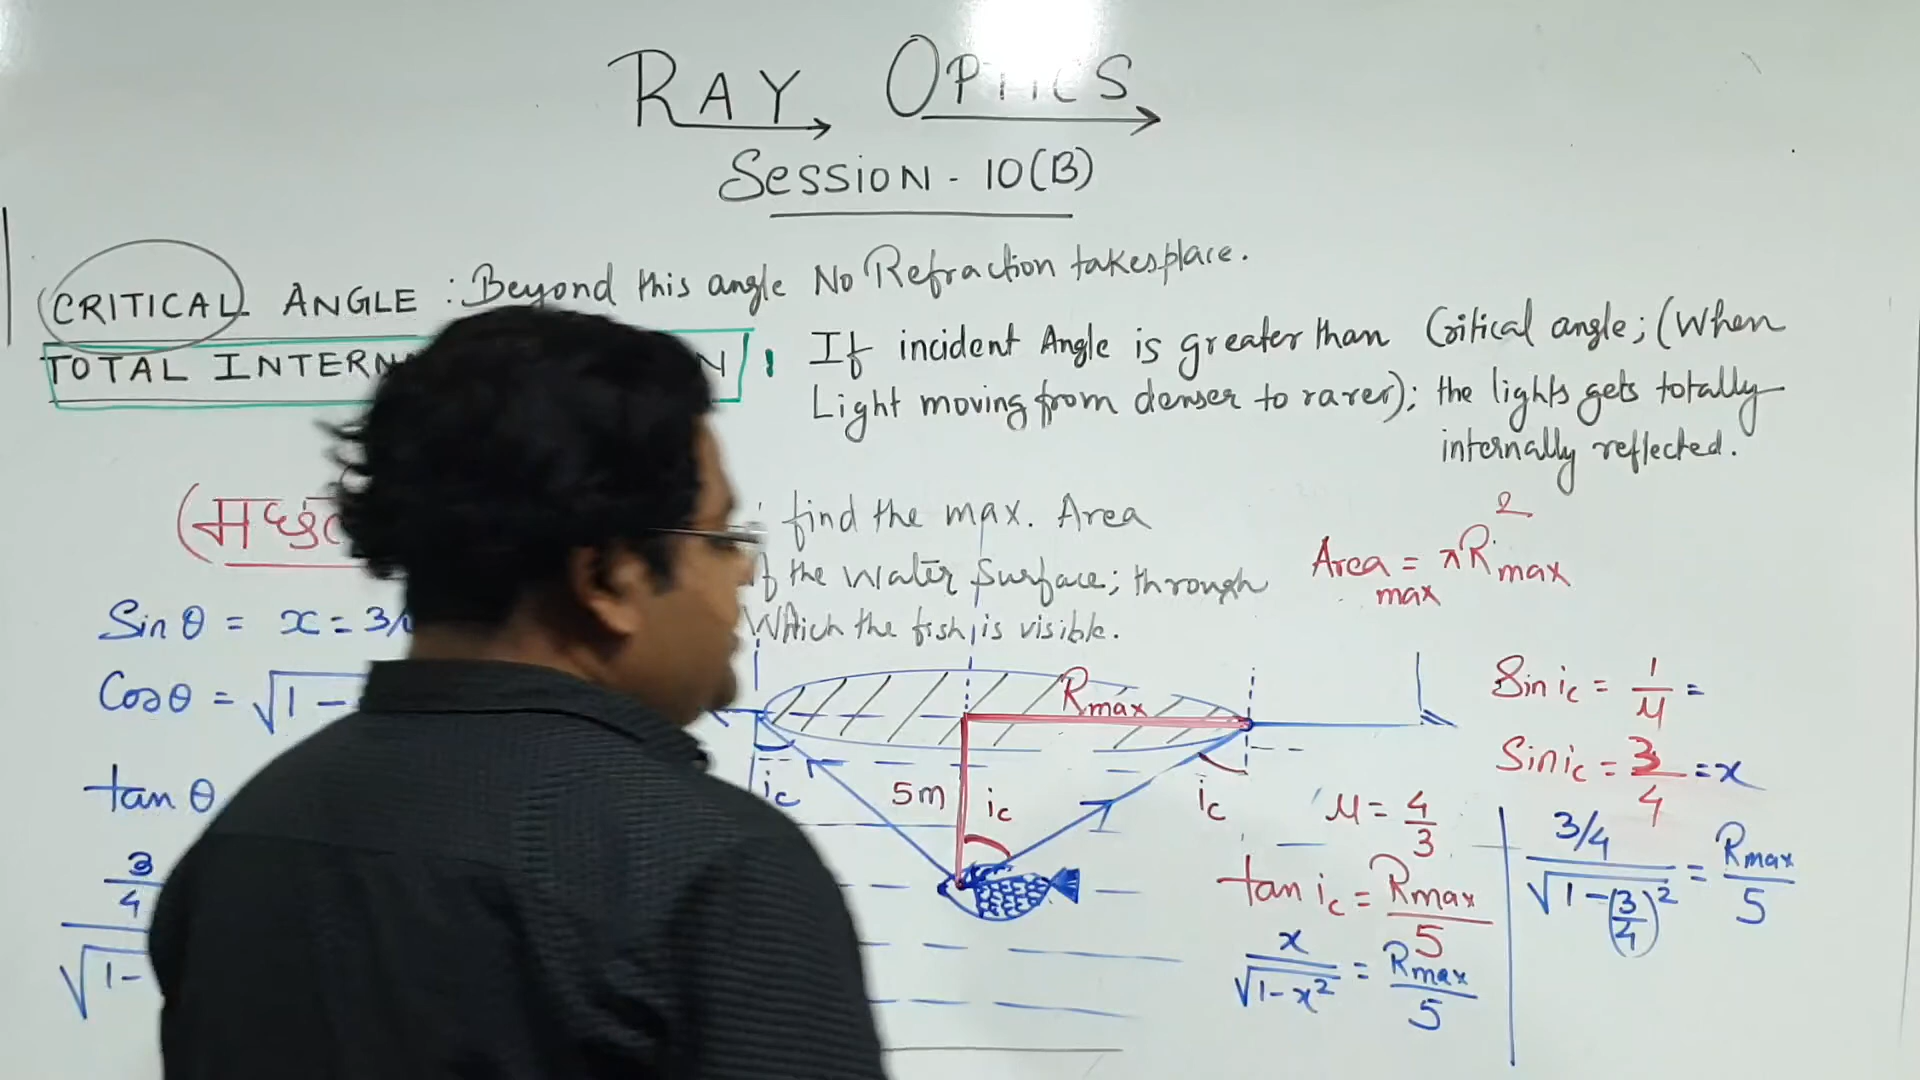 RAY OPTICS
SESSION - 10(B)
CRITICAL ANGLE : Beyond this angle No Refraction takesplace.
TOTAL INTERN N : If incident Angle is greater than Critical angle; (When
Light moving from denser to rarer); the lights gets totally
internally reflected.
find the max. Area
the water surface; through
Which the fish is visible.
Area max = πR²max
Sin θ = x = 3/
Cos θ = √1 -
tan θ
3/4
√1-
Rmax
5m
ic
ic
ic
μ = 4/3
tan ic = Rmax/5
x/√1-x² = Rmax/5
Sin ic = 1/μ =
Sin ic = 3/4 = x
3/4 / √1-(3/4)² = Rmax/5